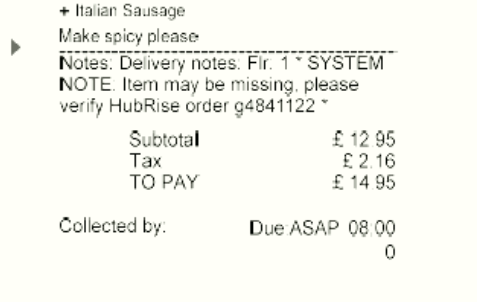 + Italian Sausage
Make spicy please
Notes: Delivery notes: Flr. 1 * SYSTEM
NOTE: Item may be missing, please
verify HubRise order g4841122 *
Subtotal £ 12.95
Tax £ 2.16
TO PAY £ 14.95
Collected by: Due ASAP 08:00
0